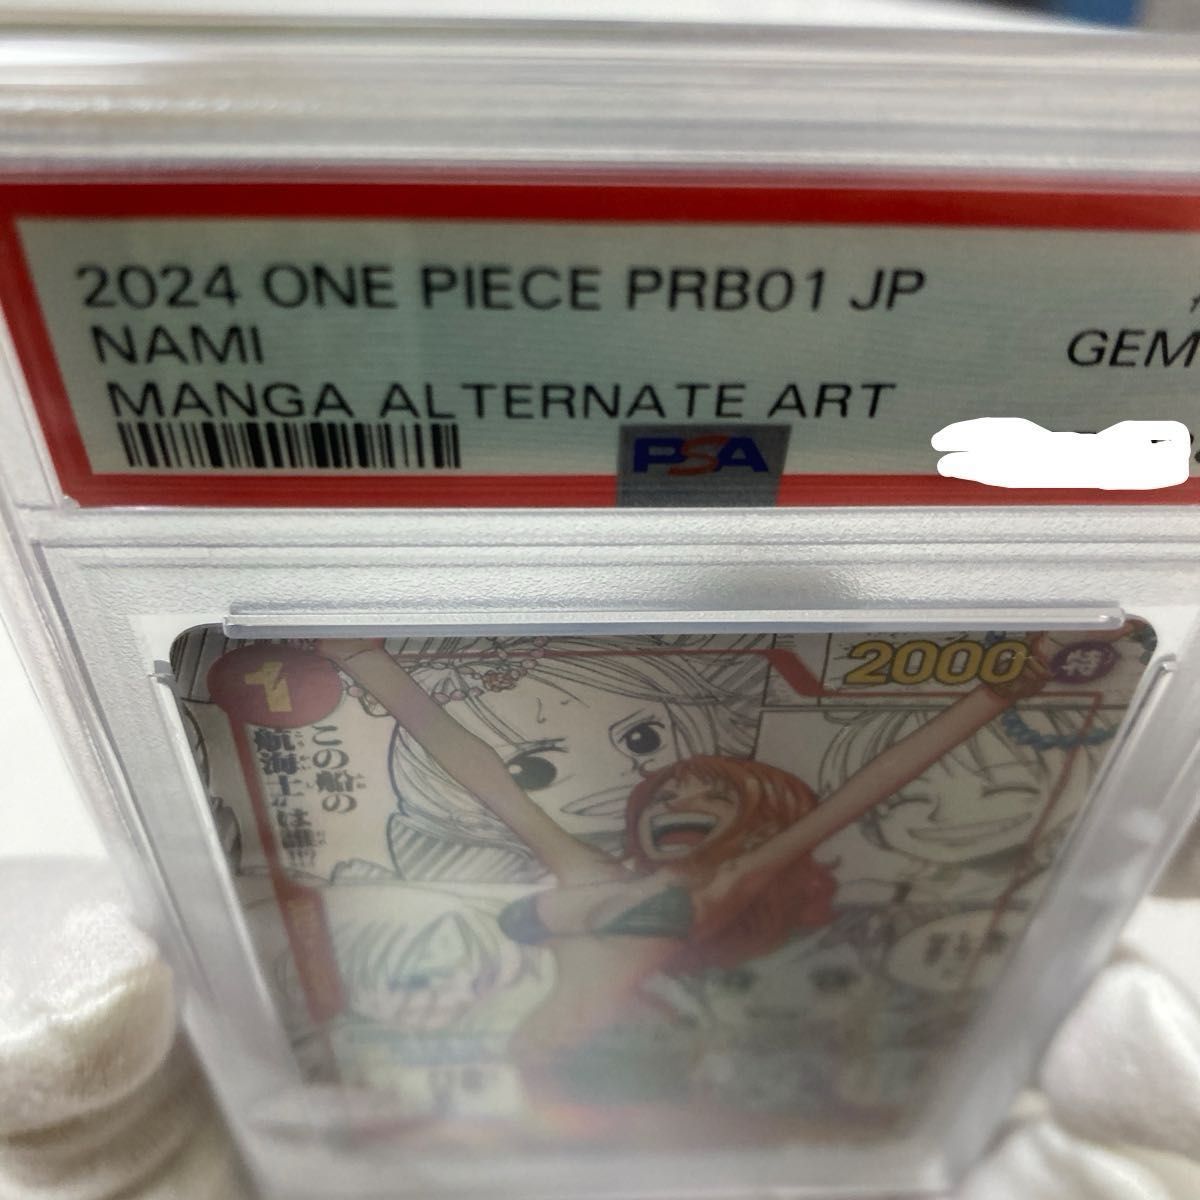 2024 ONE PIECE PRB01 JP
NAMI
GEM
MANGA ALTERNATE ART
PSA
1
2000
特
この船の
航海士は誰!?